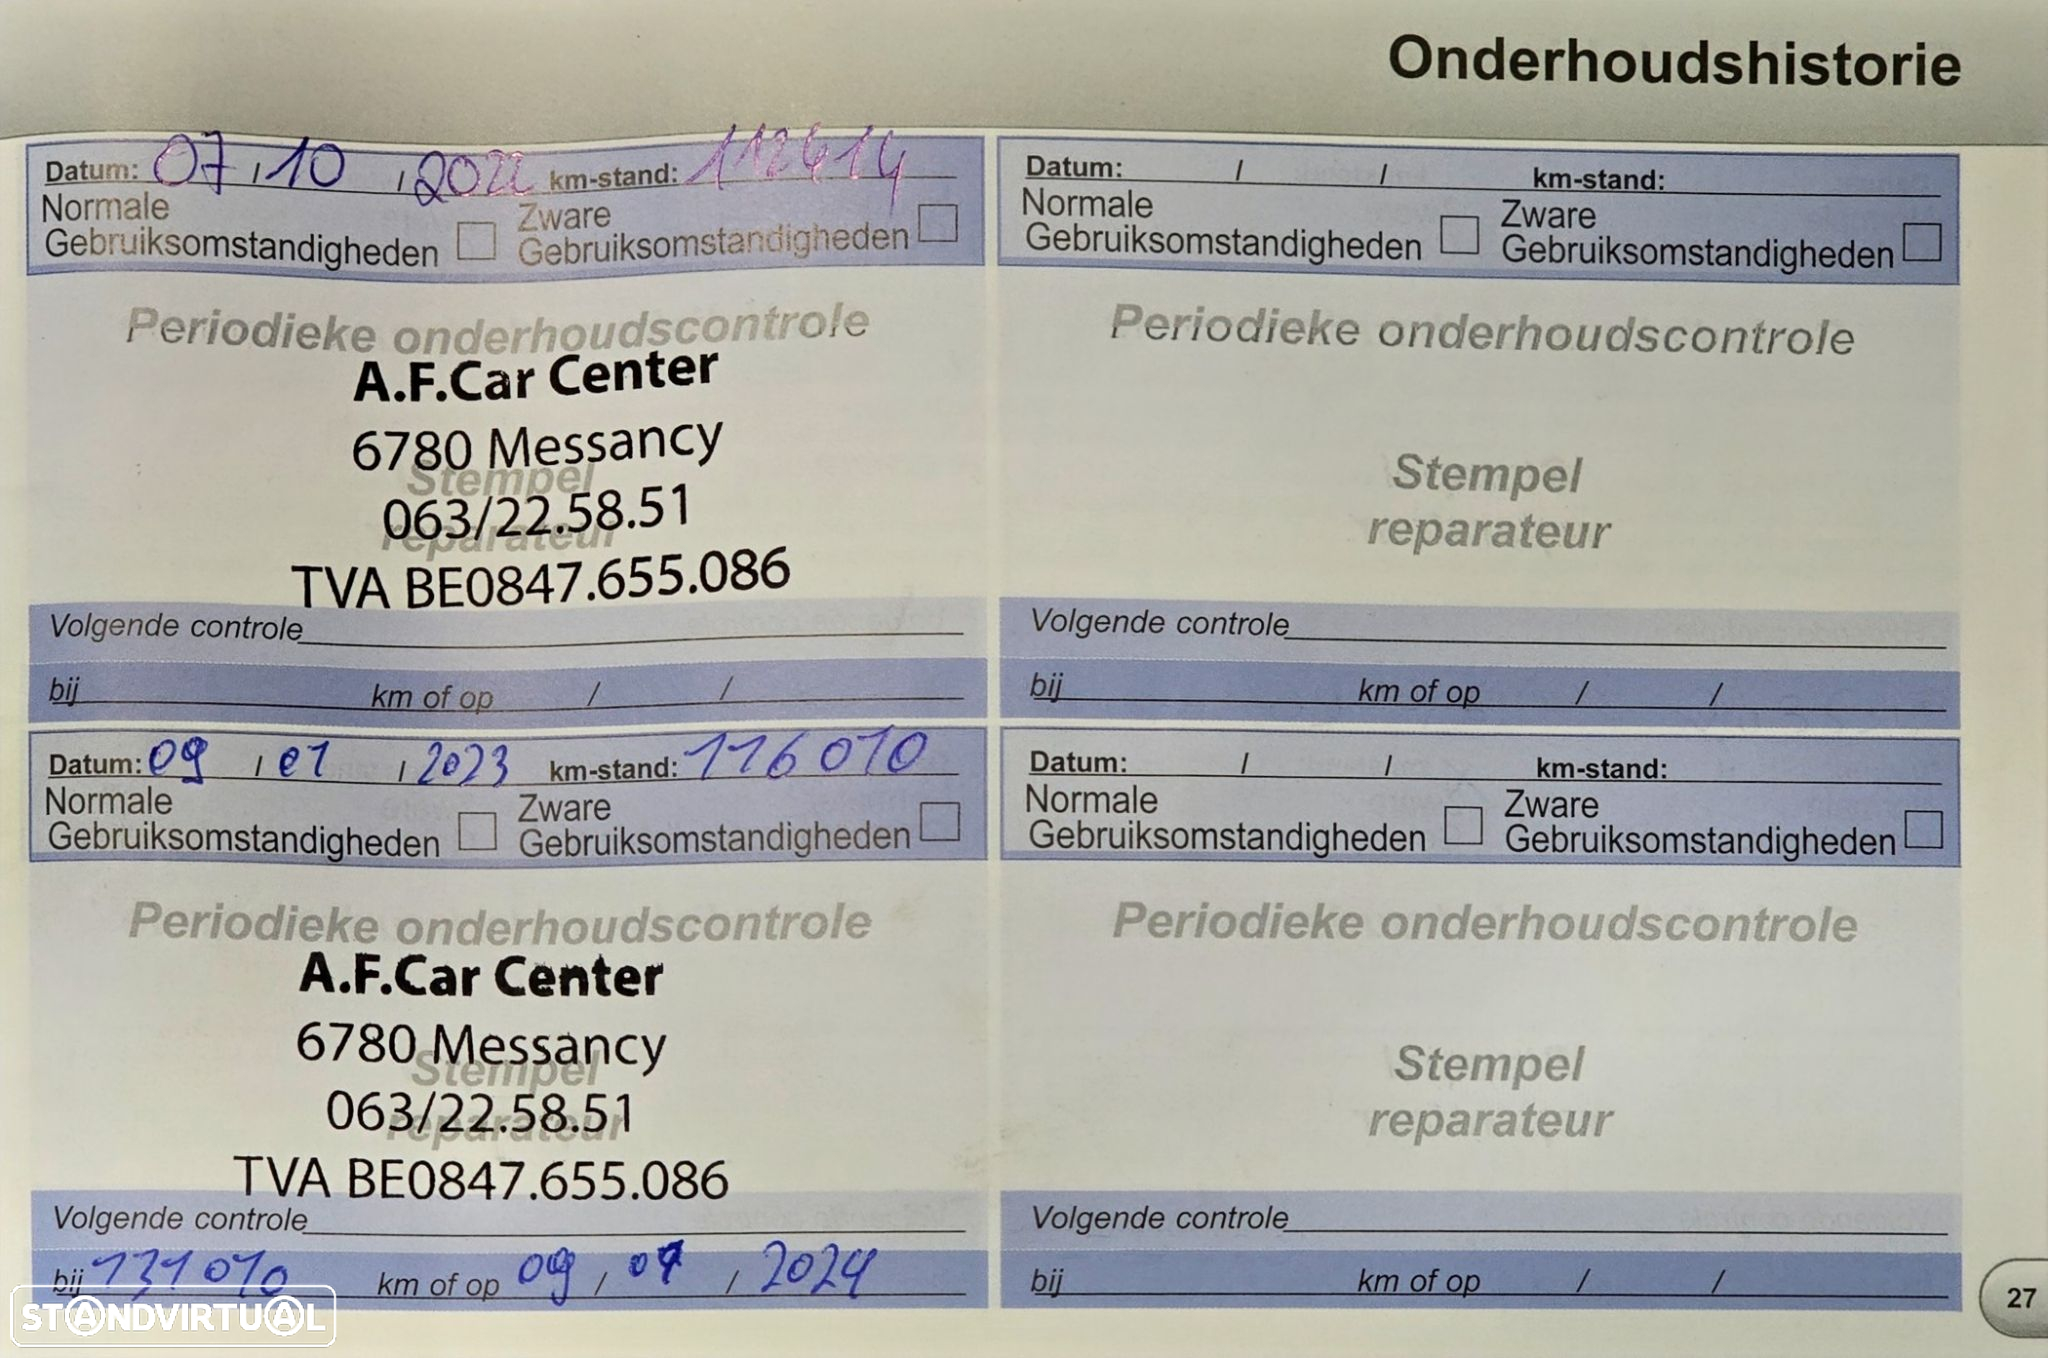 Onderhoudshistorie
Datum: 07 / 10 / 2022 km-stand: 112414
Normale Zware
Gebruiksomstandigheden Gebruiksomstandigheden
Periodieke onderhoudscontrole
A.F.Car Center
6780 Messancy
Stempel
063/22.58.51
reparateur
TVA BE0847.655.086
Volgende controle
bij km of op / /
Datum: / / km-stand:
Normale Zware
Gebruiksomstandigheden Gebruiksomstandigheden
Periodieke onderhoudscontrole
Stempel
reparateur
Volgende controle
bij km of op / /
Datum: 09 / 01 / 2023 km-stand: 116010
Normale Zware
Gebruiksomstandigheden Gebruiksomstandigheden
Periodieke onderhoudscontrole
A.F.Car Center
6780 Messancy
Stempel
063/22.58.51
reparateur
TVA BE0847.655.086
Volgende controle
bij 131010 km of op 09 / 01 / 2024
Datum: / / km-stand:
Normale Zware
Gebruiksomstandigheden Gebruiksomstandigheden
Periodieke onderhoudscontrole
Stempel
reparateur
Volgende controle
bij km of op / /
27
STANDVIRTUAL